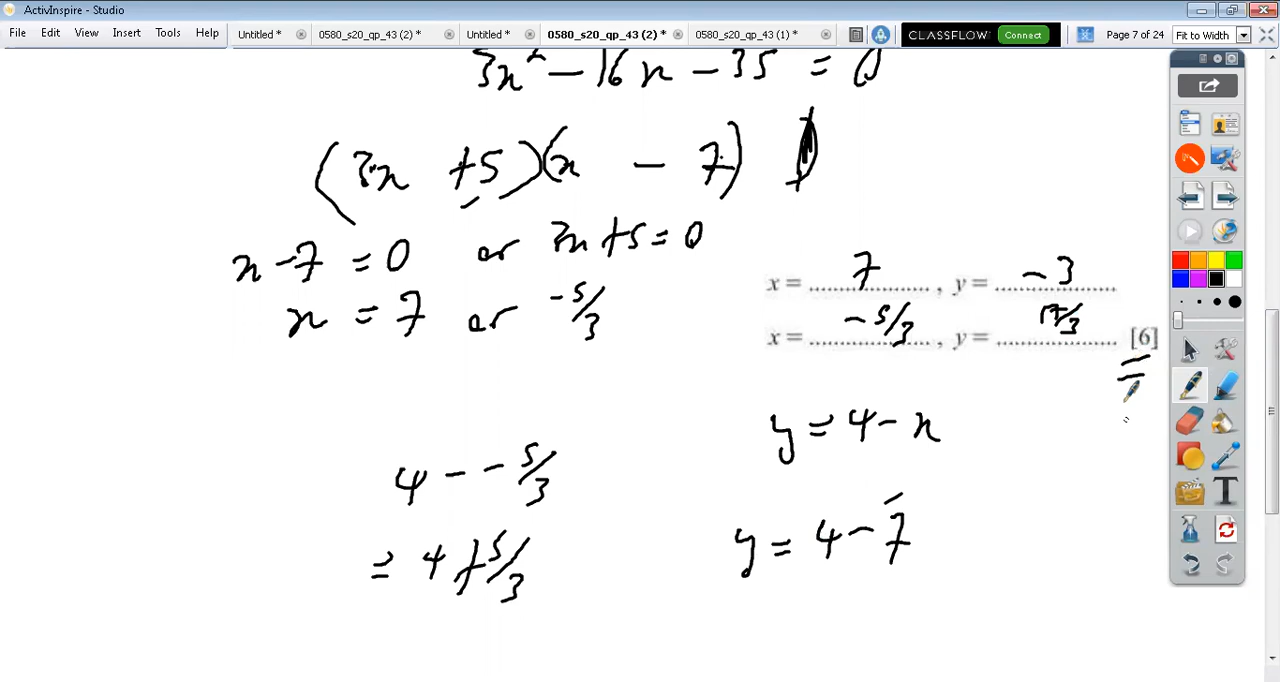 ActivInspire - Studio
File Edit View Insert Tools Help
Untitled * 0580_s20_qp_43 (2) * Untitled * 0580_s20_qp_43 (2) * 0580_s20_qp_43 (1) *
CLASSFLOW Connect
Page 7 of 24 Fit to Width
3x² - 16x - 35 = 0
(3x + 5)(x - 7)
x - 7 = 0 or 3x + 5 = 0
x = 7 or -5/3
x = 7 , y = -3
x = -5/3 , y = 17/3 [6]
y = 4 - x
4 - - 5/3
y = 4 - 7
= 4 + 5/3
T